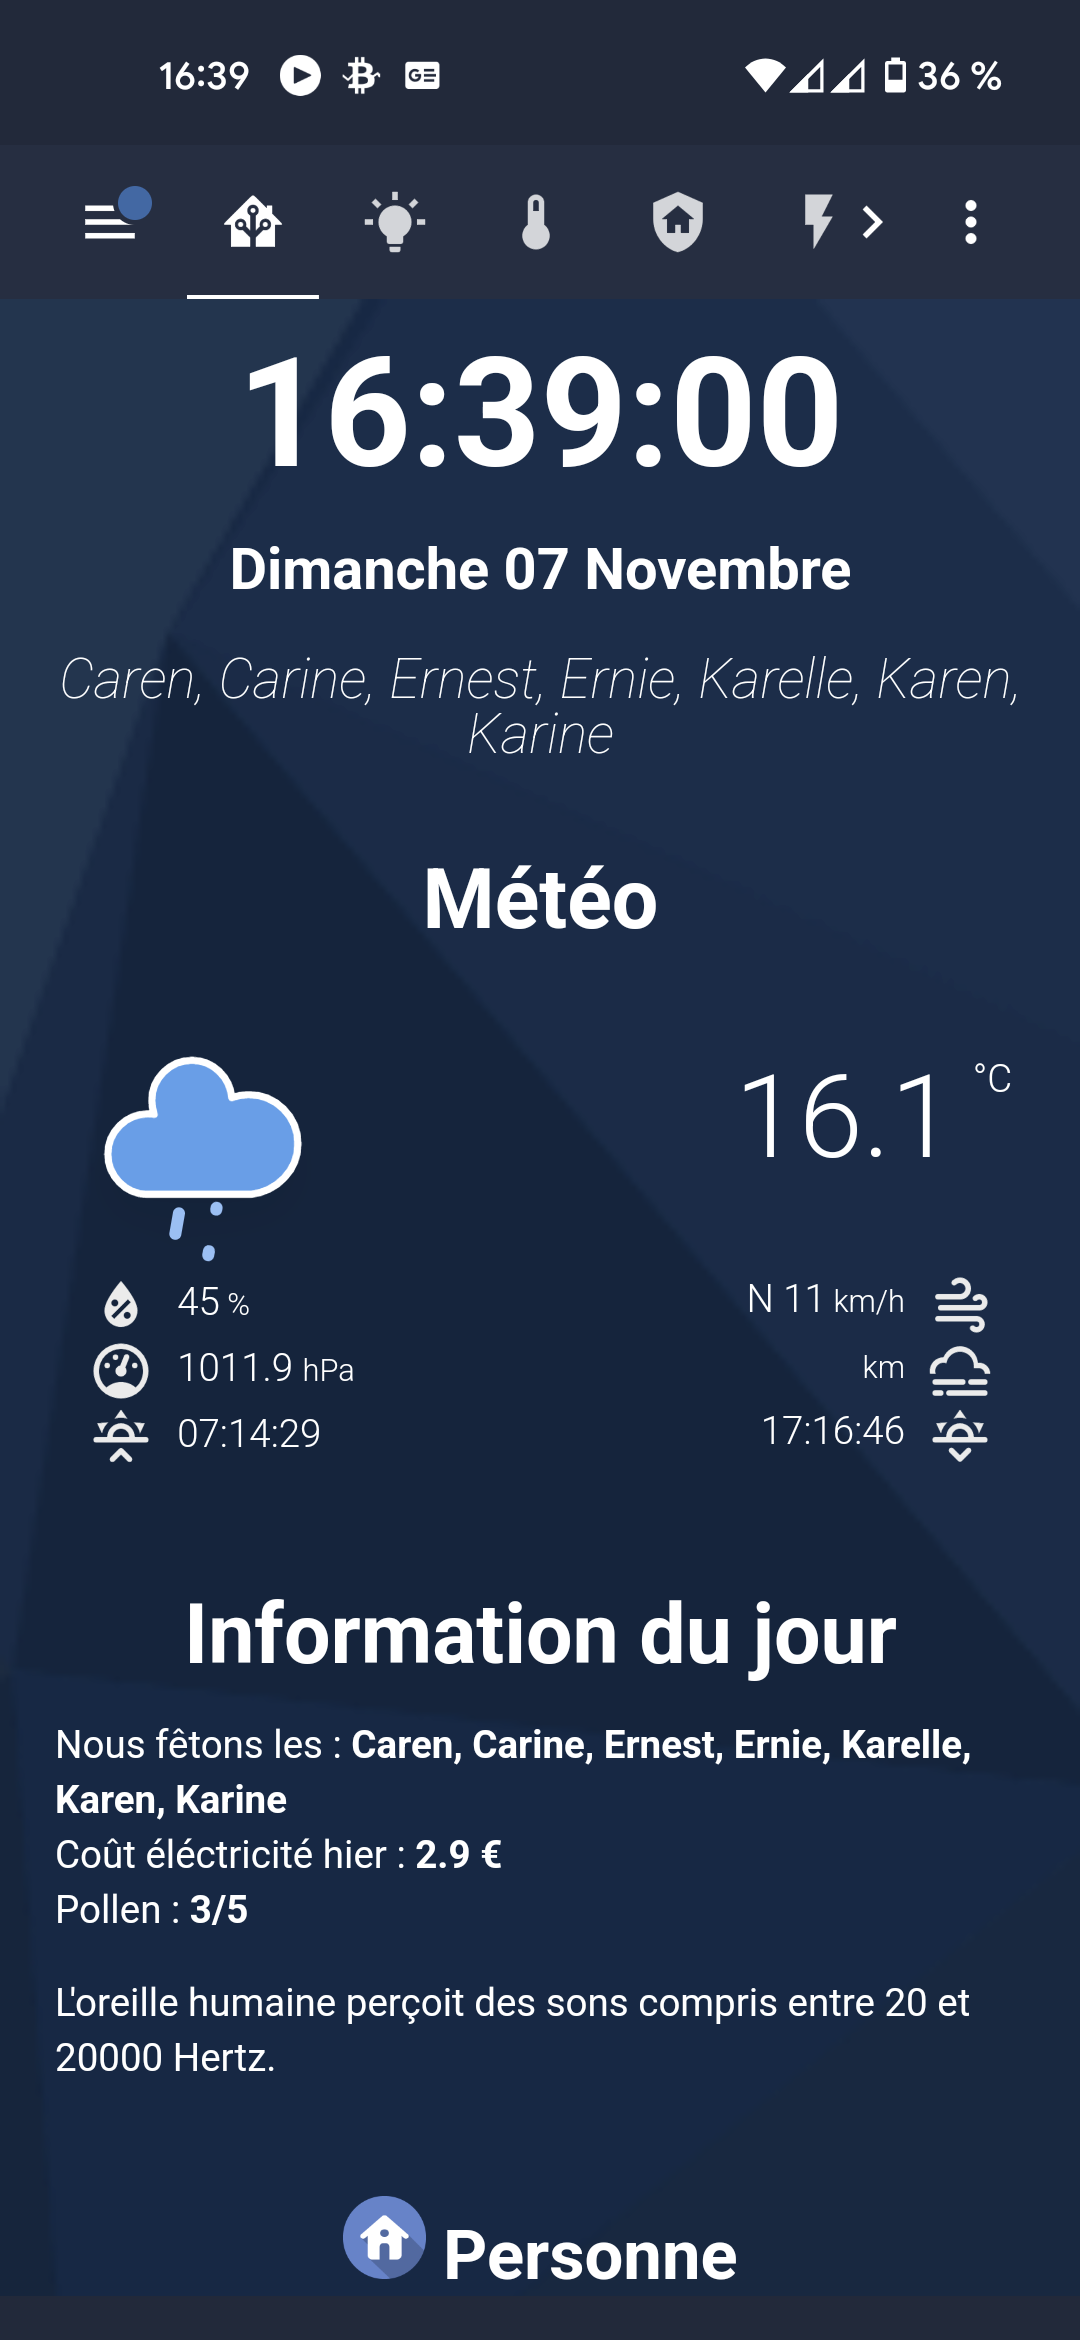 16:39
36 %
16:39:00
Dimanche 07 Novembre
Caren, Carine, Ernest, Ernie, Karelle, Karen,
Karine
Météo
16.1 °C
45 %
N 11 km/h
1011.9 hPa
km
07:14:29
17:16:46
Information du jour
Nous fêtons les : Caren, Carine, Ernest, Ernie, Karelle,
Karen, Karine
Coût éléctricité hier : 2.9 €
Pollen : 3/5
L'oreille humaine perçoit des sons compris entre 20 et
20000 Hertz.
Personne